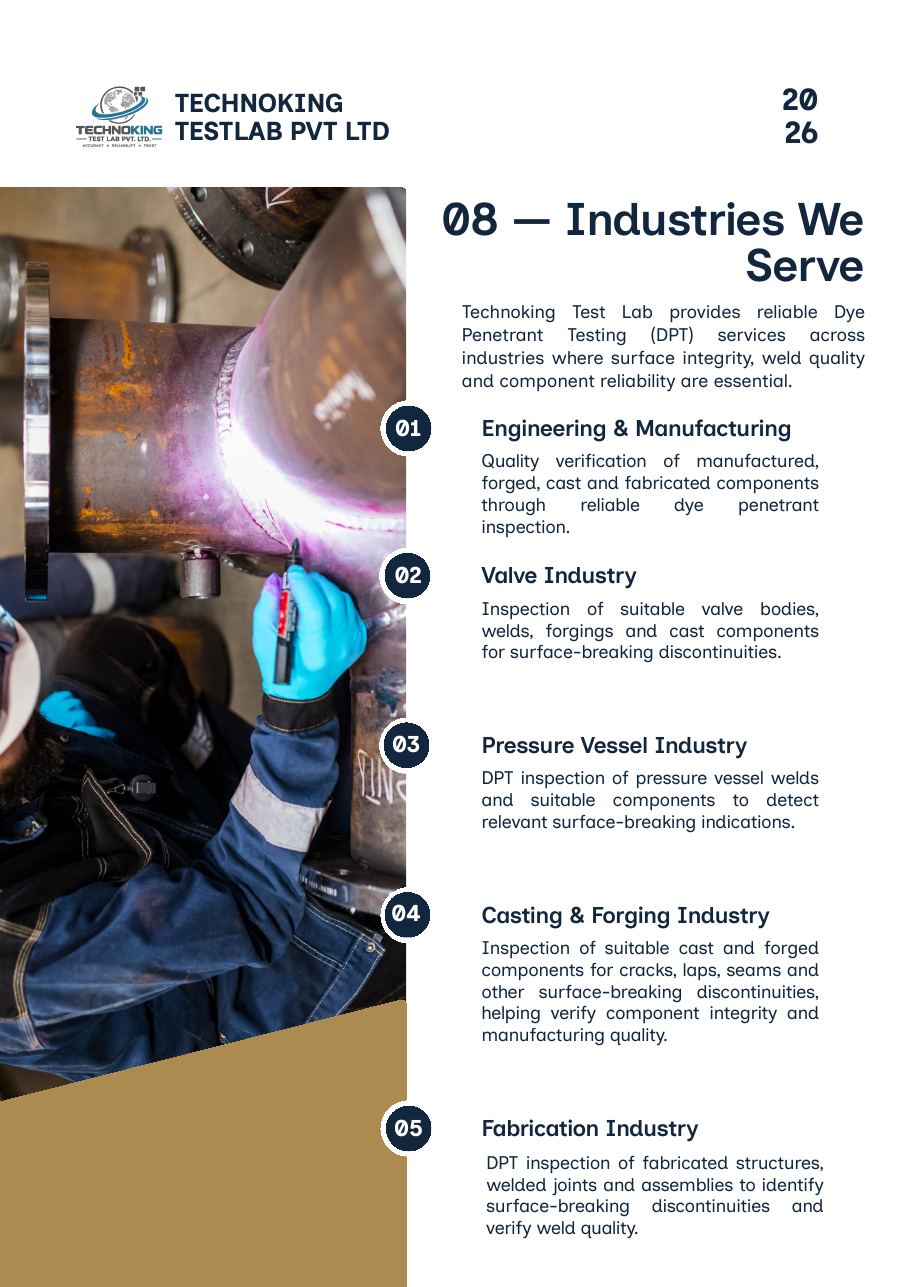 TECHNOKING
TEST LAB PVT. LTD.
ACCURACY • RELIABILITY • TRUST
TECHNOKING
TESTLAB PVT LTD
20
26
08 — Industries We
Serve
Technoking Test Lab provides reliable Dye
Penetrant Testing (DPT) services across
industries where surface integrity, weld quality
and component reliability are essential.
01
Engineering & Manufacturing
Quality verification of manufactured,
forged, cast and fabricated components
through reliable dye penetrant
inspection.
02
Valve Industry
Inspection of suitable valve bodies,
welds, forgings and cast components
for surface-breaking discontinuities.
03
Pressure Vessel Industry
DPT inspection of pressure vessel welds
and suitable components to detect
relevant surface-breaking indications.
04
Casting & Forging Industry
Inspection of suitable cast and forged
components for cracks, laps, seams and
other surface-breaking discontinuities,
helping verify component integrity and
manufacturing quality.
05
Fabrication Industry
DPT inspection of fabricated structures,
welded joints and assemblies to identify
surface-breaking discontinuities and
verify weld quality.